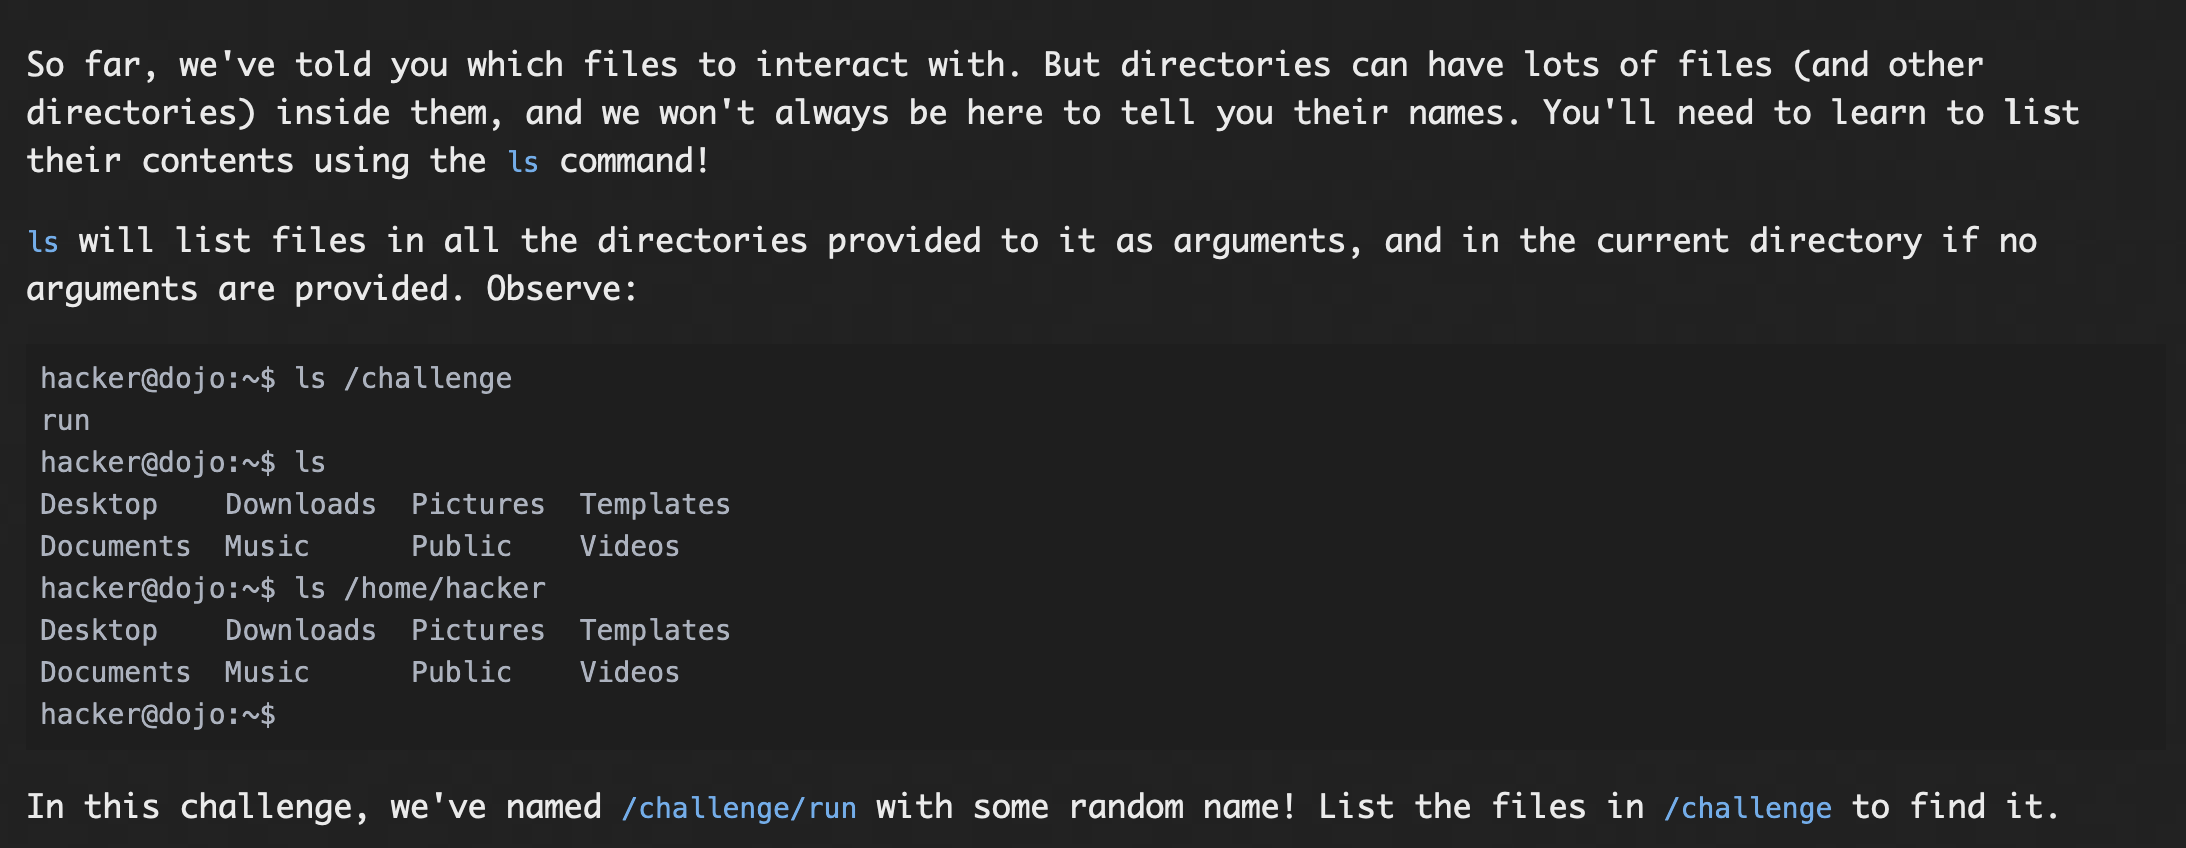 So far, we've told you which files to interact with. But directories can have lots of files (and other
directories) inside them, and we won't always be here to tell you their names. You'll need to learn to list
their contents using the ls command!
ls will list files in all the directories provided to it as arguments, and in the current directory if no
arguments are provided. Observe:
hacker@dojo:~$ ls /challenge
run
hacker@dojo:~$ ls
Desktop    Downloads  Pictures  Templates
Documents  Music      Public    Videos
hacker@dojo:~$ ls /home/hacker
Desktop    Downloads  Pictures  Templates
Documents  Music      Public    Videos
hacker@dojo:~$
In this challenge, we've named /challenge/run with some random name! List the files in /challenge to find it.